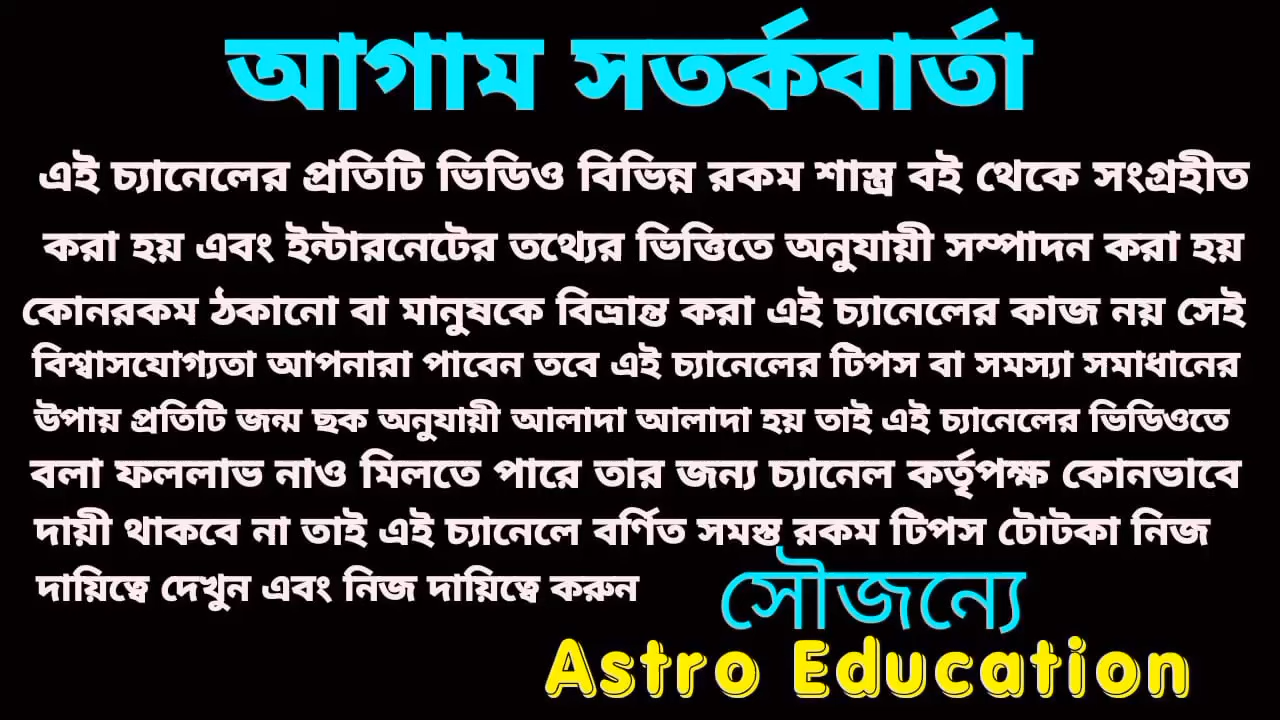 আগাম সতর্কবার্তা
এই চ্যানেলের প্রতিটি ভিডিও বিভিন্ন রকম শাস্ত্র বই থেকে সংগ্রহীত
করা হয় এবং ইন্টারনেটের তথ্যের ভিত্তিতে অনুযায়ী সম্পাদন করা হয়
কোনরকম ঠকানো বা মানুষকে বিভ্রান্ত করা এই চ্যানেলের কাজ নয় সেই
বিশ্বাসযোগ্যতা আপনারা পাবেন তবে এই চ্যানেলের টিপস বা সমস্যা সমাধানের
উপায় প্রতিটি জন্ম ছক অনুযায়ী আলাদা আলাদা হয় তাই এই চ্যানেলের ভিডিওতে
বলা ফললাভ নাও মিলতে পারে তার জন্য চ্যানেল কর্তৃপক্ষ কোনভাবে
দায়ী থাকবে না তাই এই চ্যানেলে বর্ণিত সমস্ত রকম টিপস টোটকা নিজ
দায়িত্বে দেখুন এবং নিজ দায়িত্বে করুন
সৌজন্যে
Astro Education